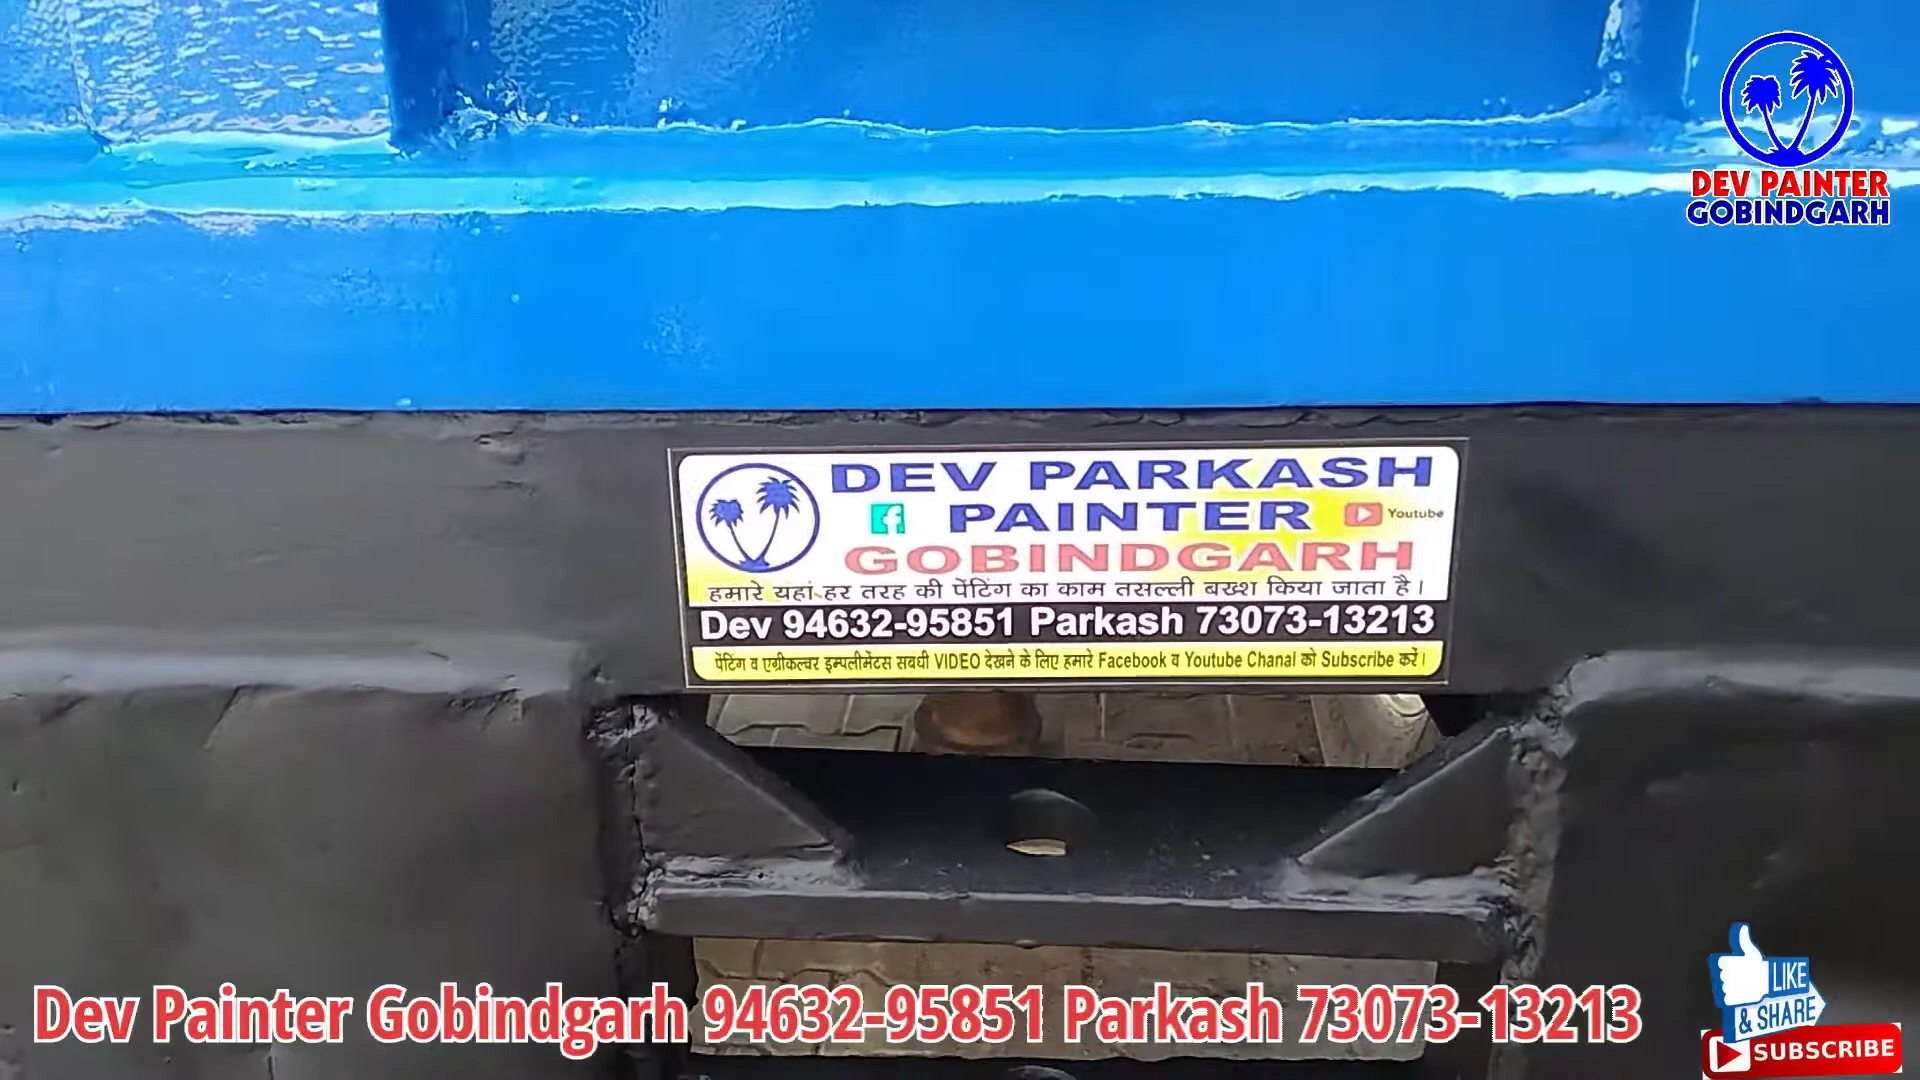 DEV PAINTER
GOBINDGARH
DEV PARKASH
PAINTER
Youtube
GOBINDGARH
हमारे यहां हर तरह की पेंटिंग का काम तसल्ली बख्श किया जाता है।
Dev 94632-95851 Parkash 73073-13213
पेंटिंग व एग्रीकल्चर इम्पलीमेंटस सबधी VIDEO देखने के लिए हमारे Facebook व Youtube Chanal को Subscribe करें।
Dev Painter Gobindgarh 94632-95851 Parkash 73073-13213
LIKE
& SHARE
SUBSCRIBE